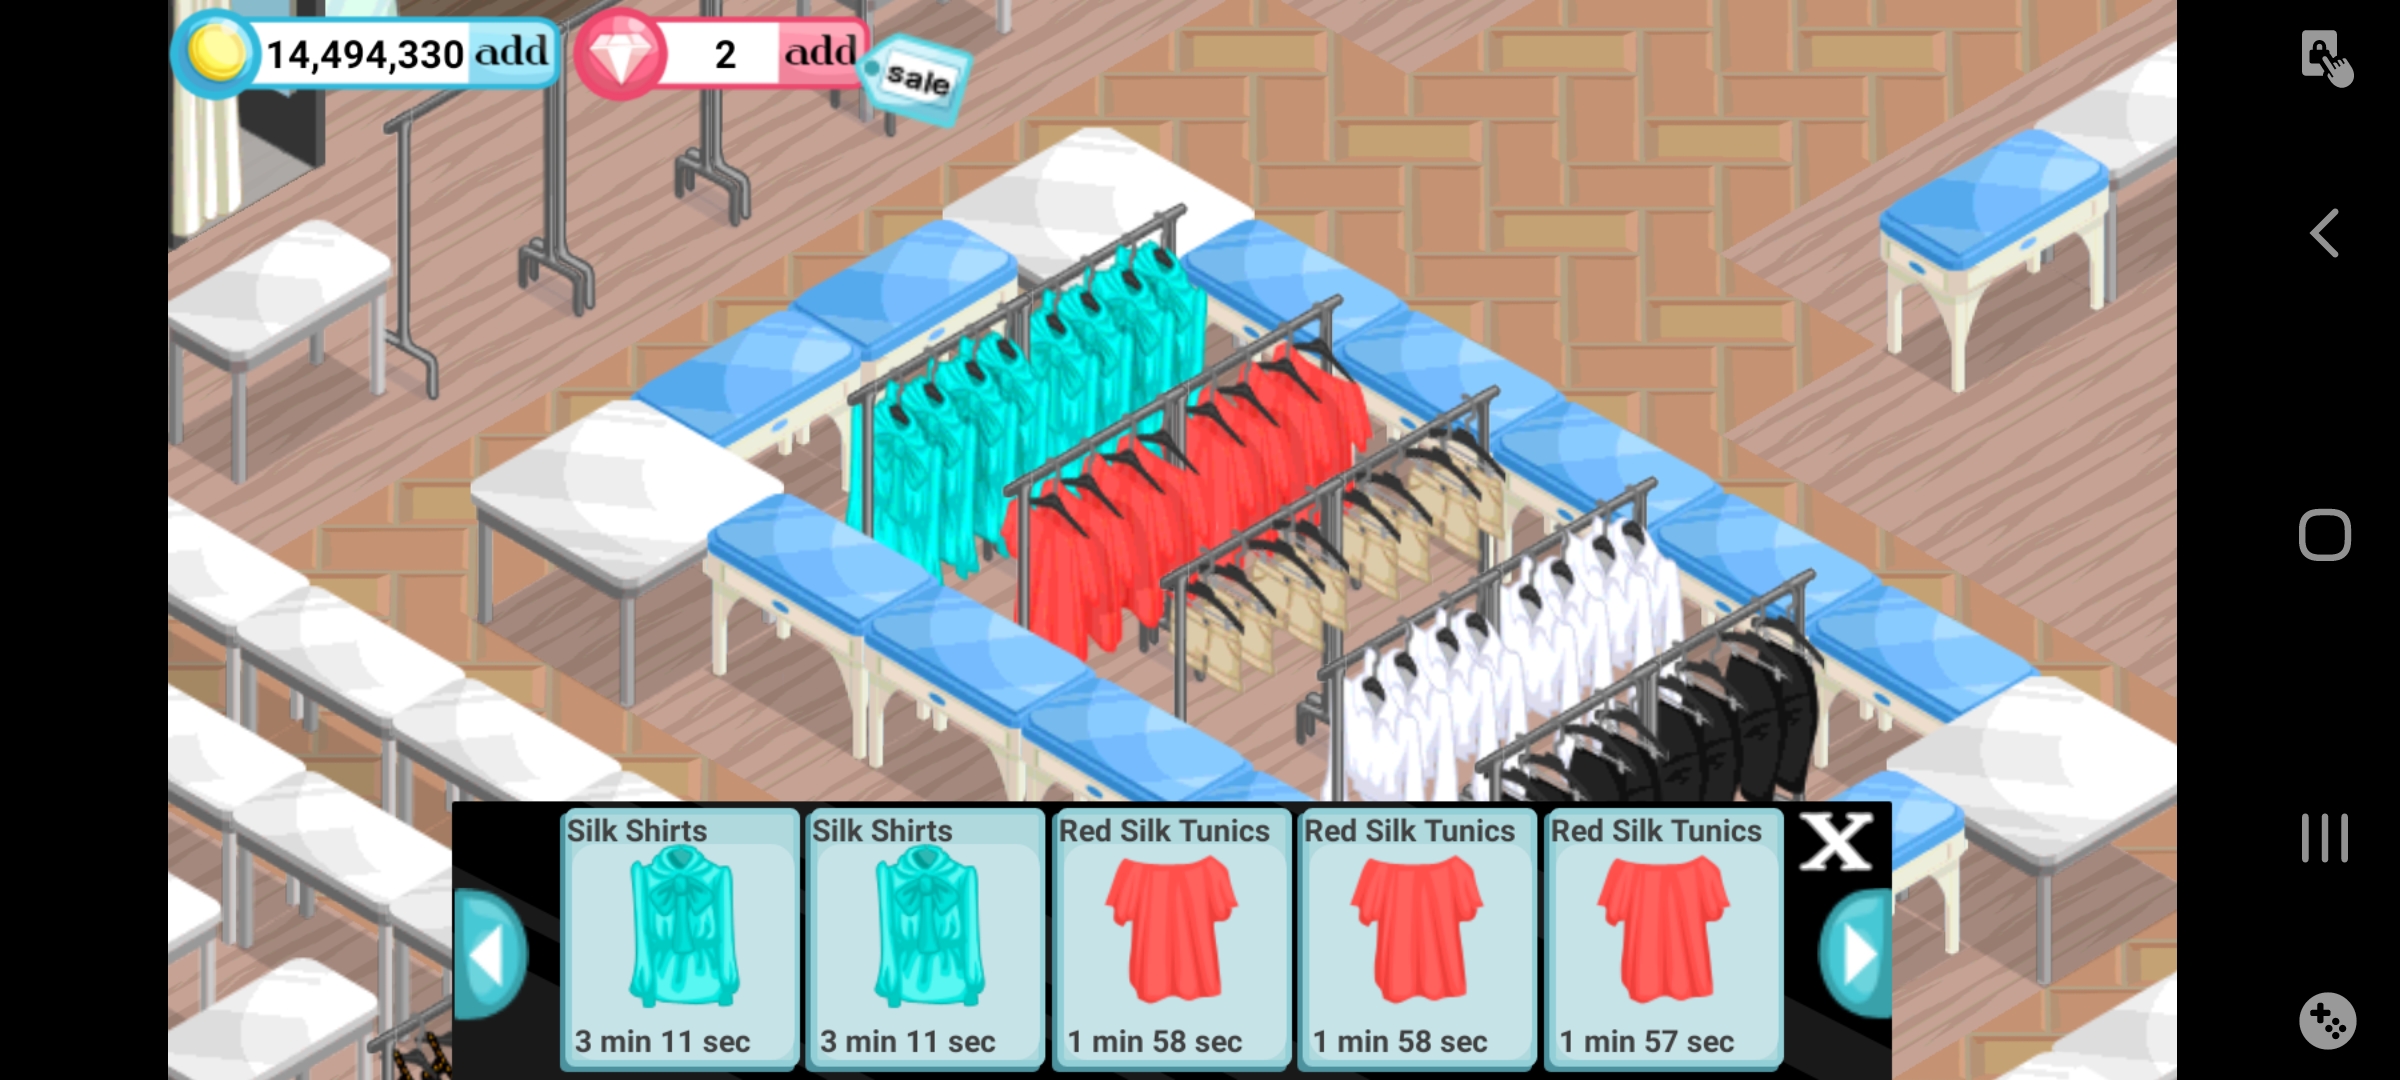 14,494,330 add
2 add
sale
Silk Shirts
3 min 11 sec
Silk Shirts
3 min 11 sec
Red Silk Tunics
1 min 58 sec
Red Silk Tunics
1 min 58 sec
Red Silk Tunics
1 min 57 sec
X